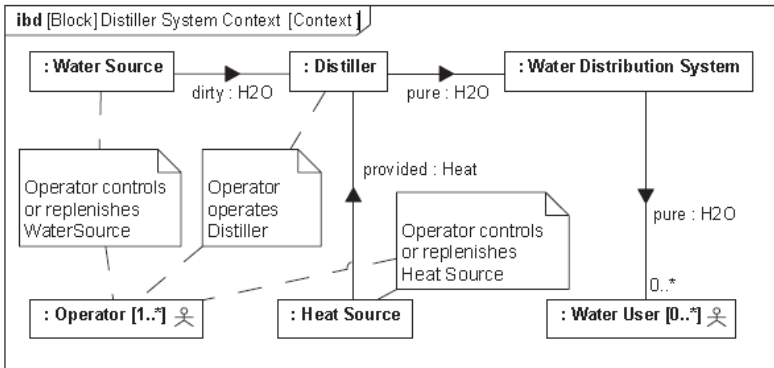 ibd [Block] Distiller System Context [Context]
: Water Source
dirty : H2O
: Distiller
pure : H2O
: Water Distribution System
Operator controls
or replenishes
WaterSource
Operator
operates
Distiller
provided : Heat
Operator controls
or replenishes
Heat Source
pure : H2O
0..*
: Operator [1..*]
: Heat Source
: Water User [0..*]